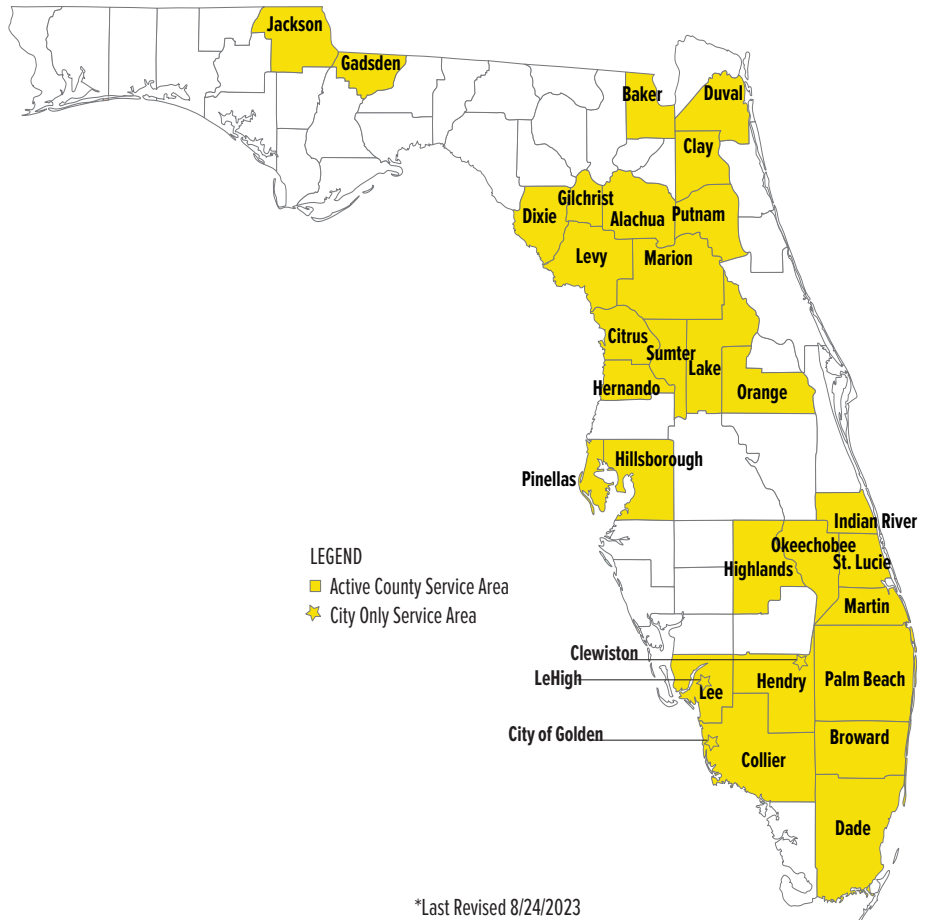 Jackson
Gadsden
Baker
Duval
Clay
Gilchrist
Dixie
Alachua
Putnam
Levy
Marion
Citrus
Sumter
Lake
Hernando
Orange
Hillsborough
Pinellas
Indian River
Okeechobee
St. Lucie
Highlands
Martin
LEGEND
Active County Service Area
City Only Service Area
Clewiston
LeHigh
Lee
Hendry
Palm Beach
City of Golden
Broward
Collier
Dade
*Last Revised 8/24/2023